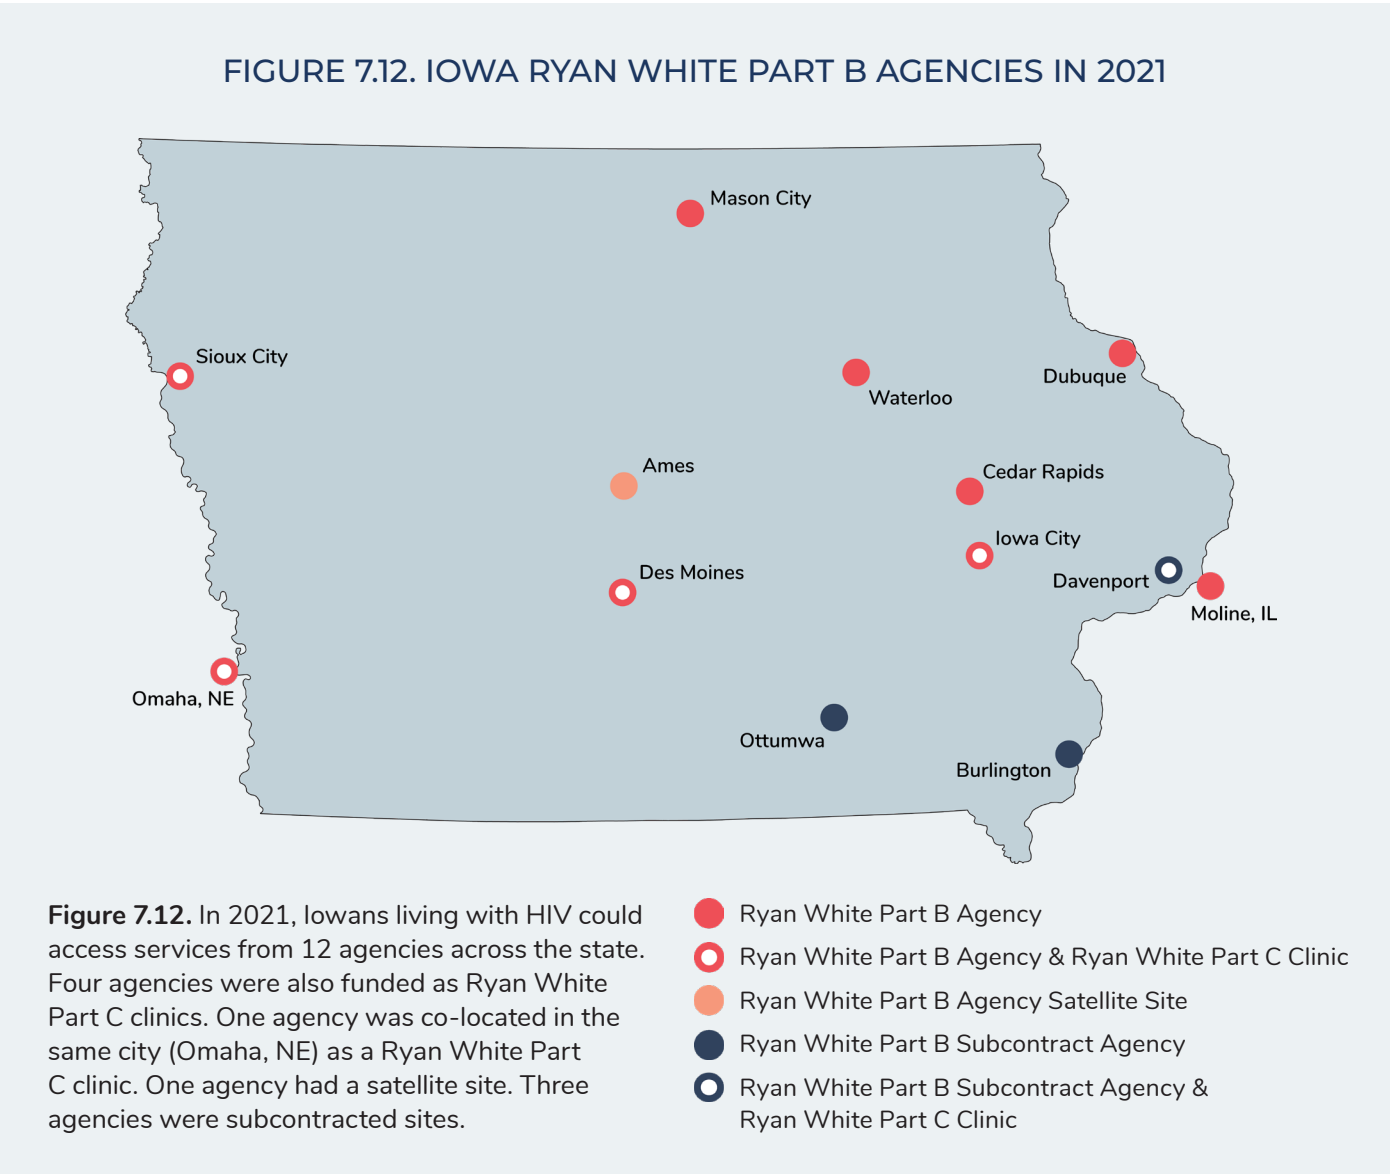 FIGURE 7.12. IOWA RYAN WHITE PART B AGENCIES IN 2021
Mason City
Sioux City
Dubuque
Waterloo
Ames
Cedar Rapids
Iowa City
Des Moines
Davenport
Moline, IL
Omaha, NE
Ottumwa
Burlington
Figure 7.12. In 2021, Iowans living with HIV could
access services from 12 agencies across the state.
Four agencies were also funded as Ryan White
Part C clinics. One agency was co-located in the
same city (Omaha, NE) as a Ryan White Part
C clinic. One agency had a satellite site. Three
agencies were subcontracted sites.
Ryan White Part B Agency
Ryan White Part B Agency & Ryan White Part C Clinic
Ryan White Part B Agency Satellite Site
Ryan White Part B Subcontract Agency
Ryan White Part B Subcontract Agency &
Ryan White Part C Clinic